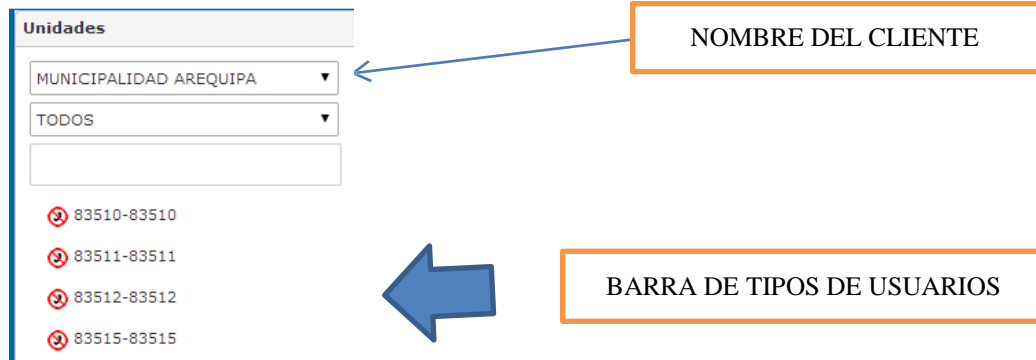 Unidades
NOMBRE DEL CLIENTE
MUNICIPALIDAD AREQUIPA
TODOS
83510-83510
83511-83511
83512-83512
BARRA DE TIPOS DE USUARIOS
83515-83515